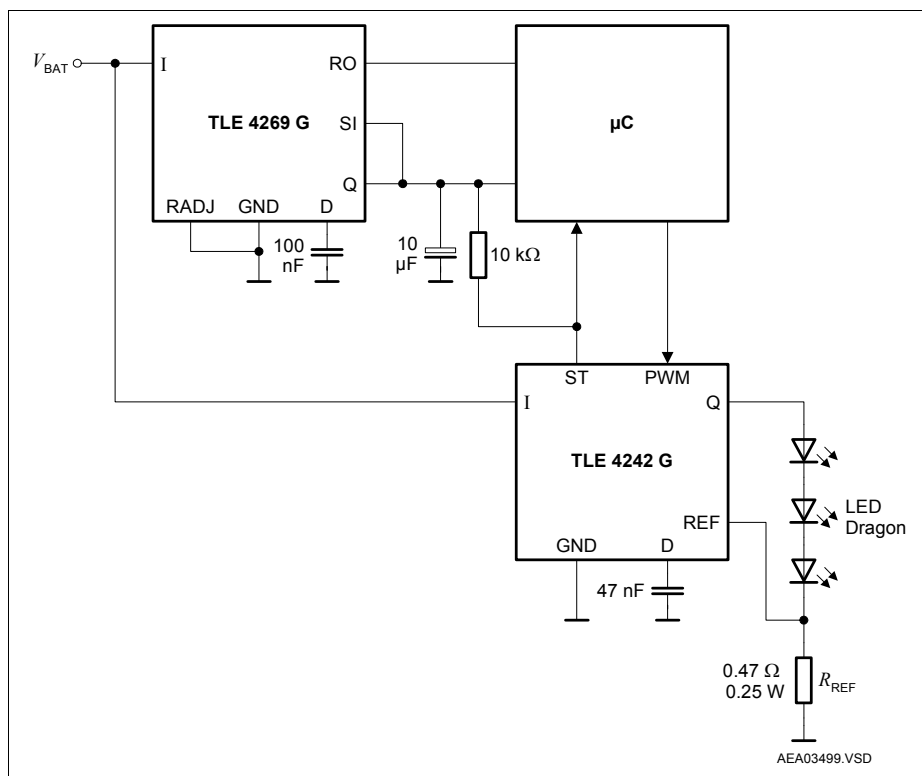 V_BAT
I
RO
TLE 4269 G
SI
µC
Q
RADJ
GND
D
100
nF
10
µF
10 kΩ
ST
PWM
I
Q
TLE 4242 G
LED
Dragon
REF
GND
D
47 nF
0.47 Ω
0.25 W
R_REF
AEA03499.VSD